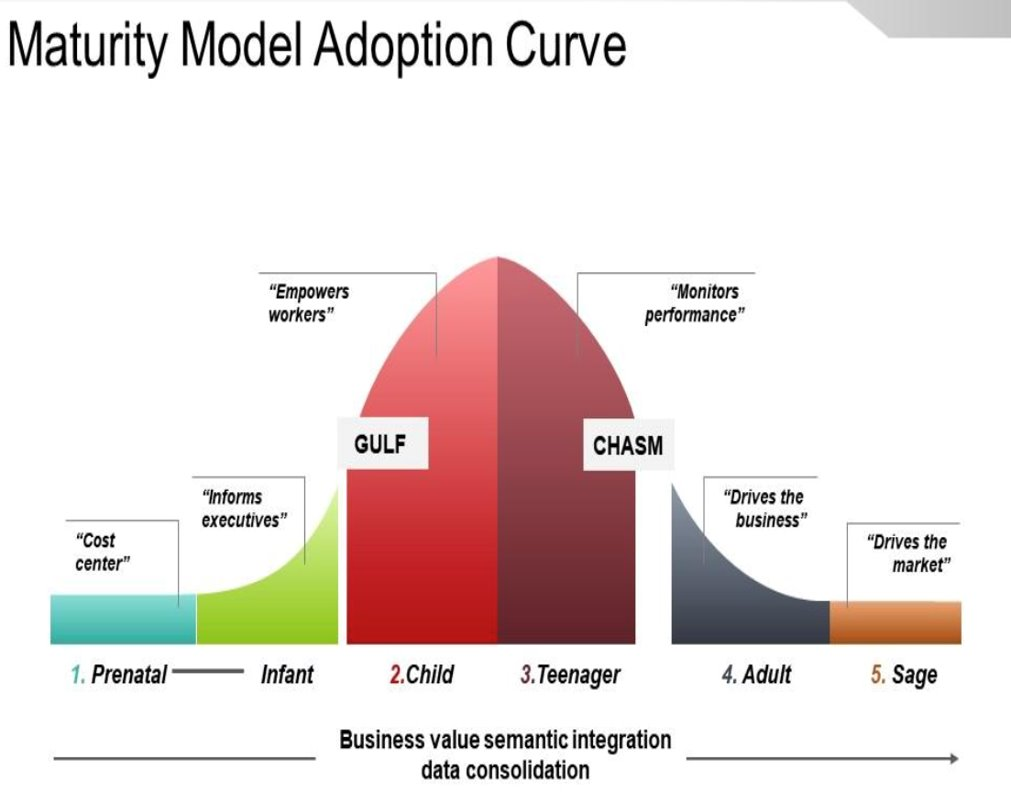 Maturity Model Adoption Curve
“Empowers
workers”
“Monitors
performance”
GULF
CHASM
“Informs
executives”
“Drives the
business”
“Cost
center”
“Drives the
market”
1. Prenatal
Infant
2.Child
3.Teenager
4. Adult
5. Sage
Business value semantic integration
data consolidation